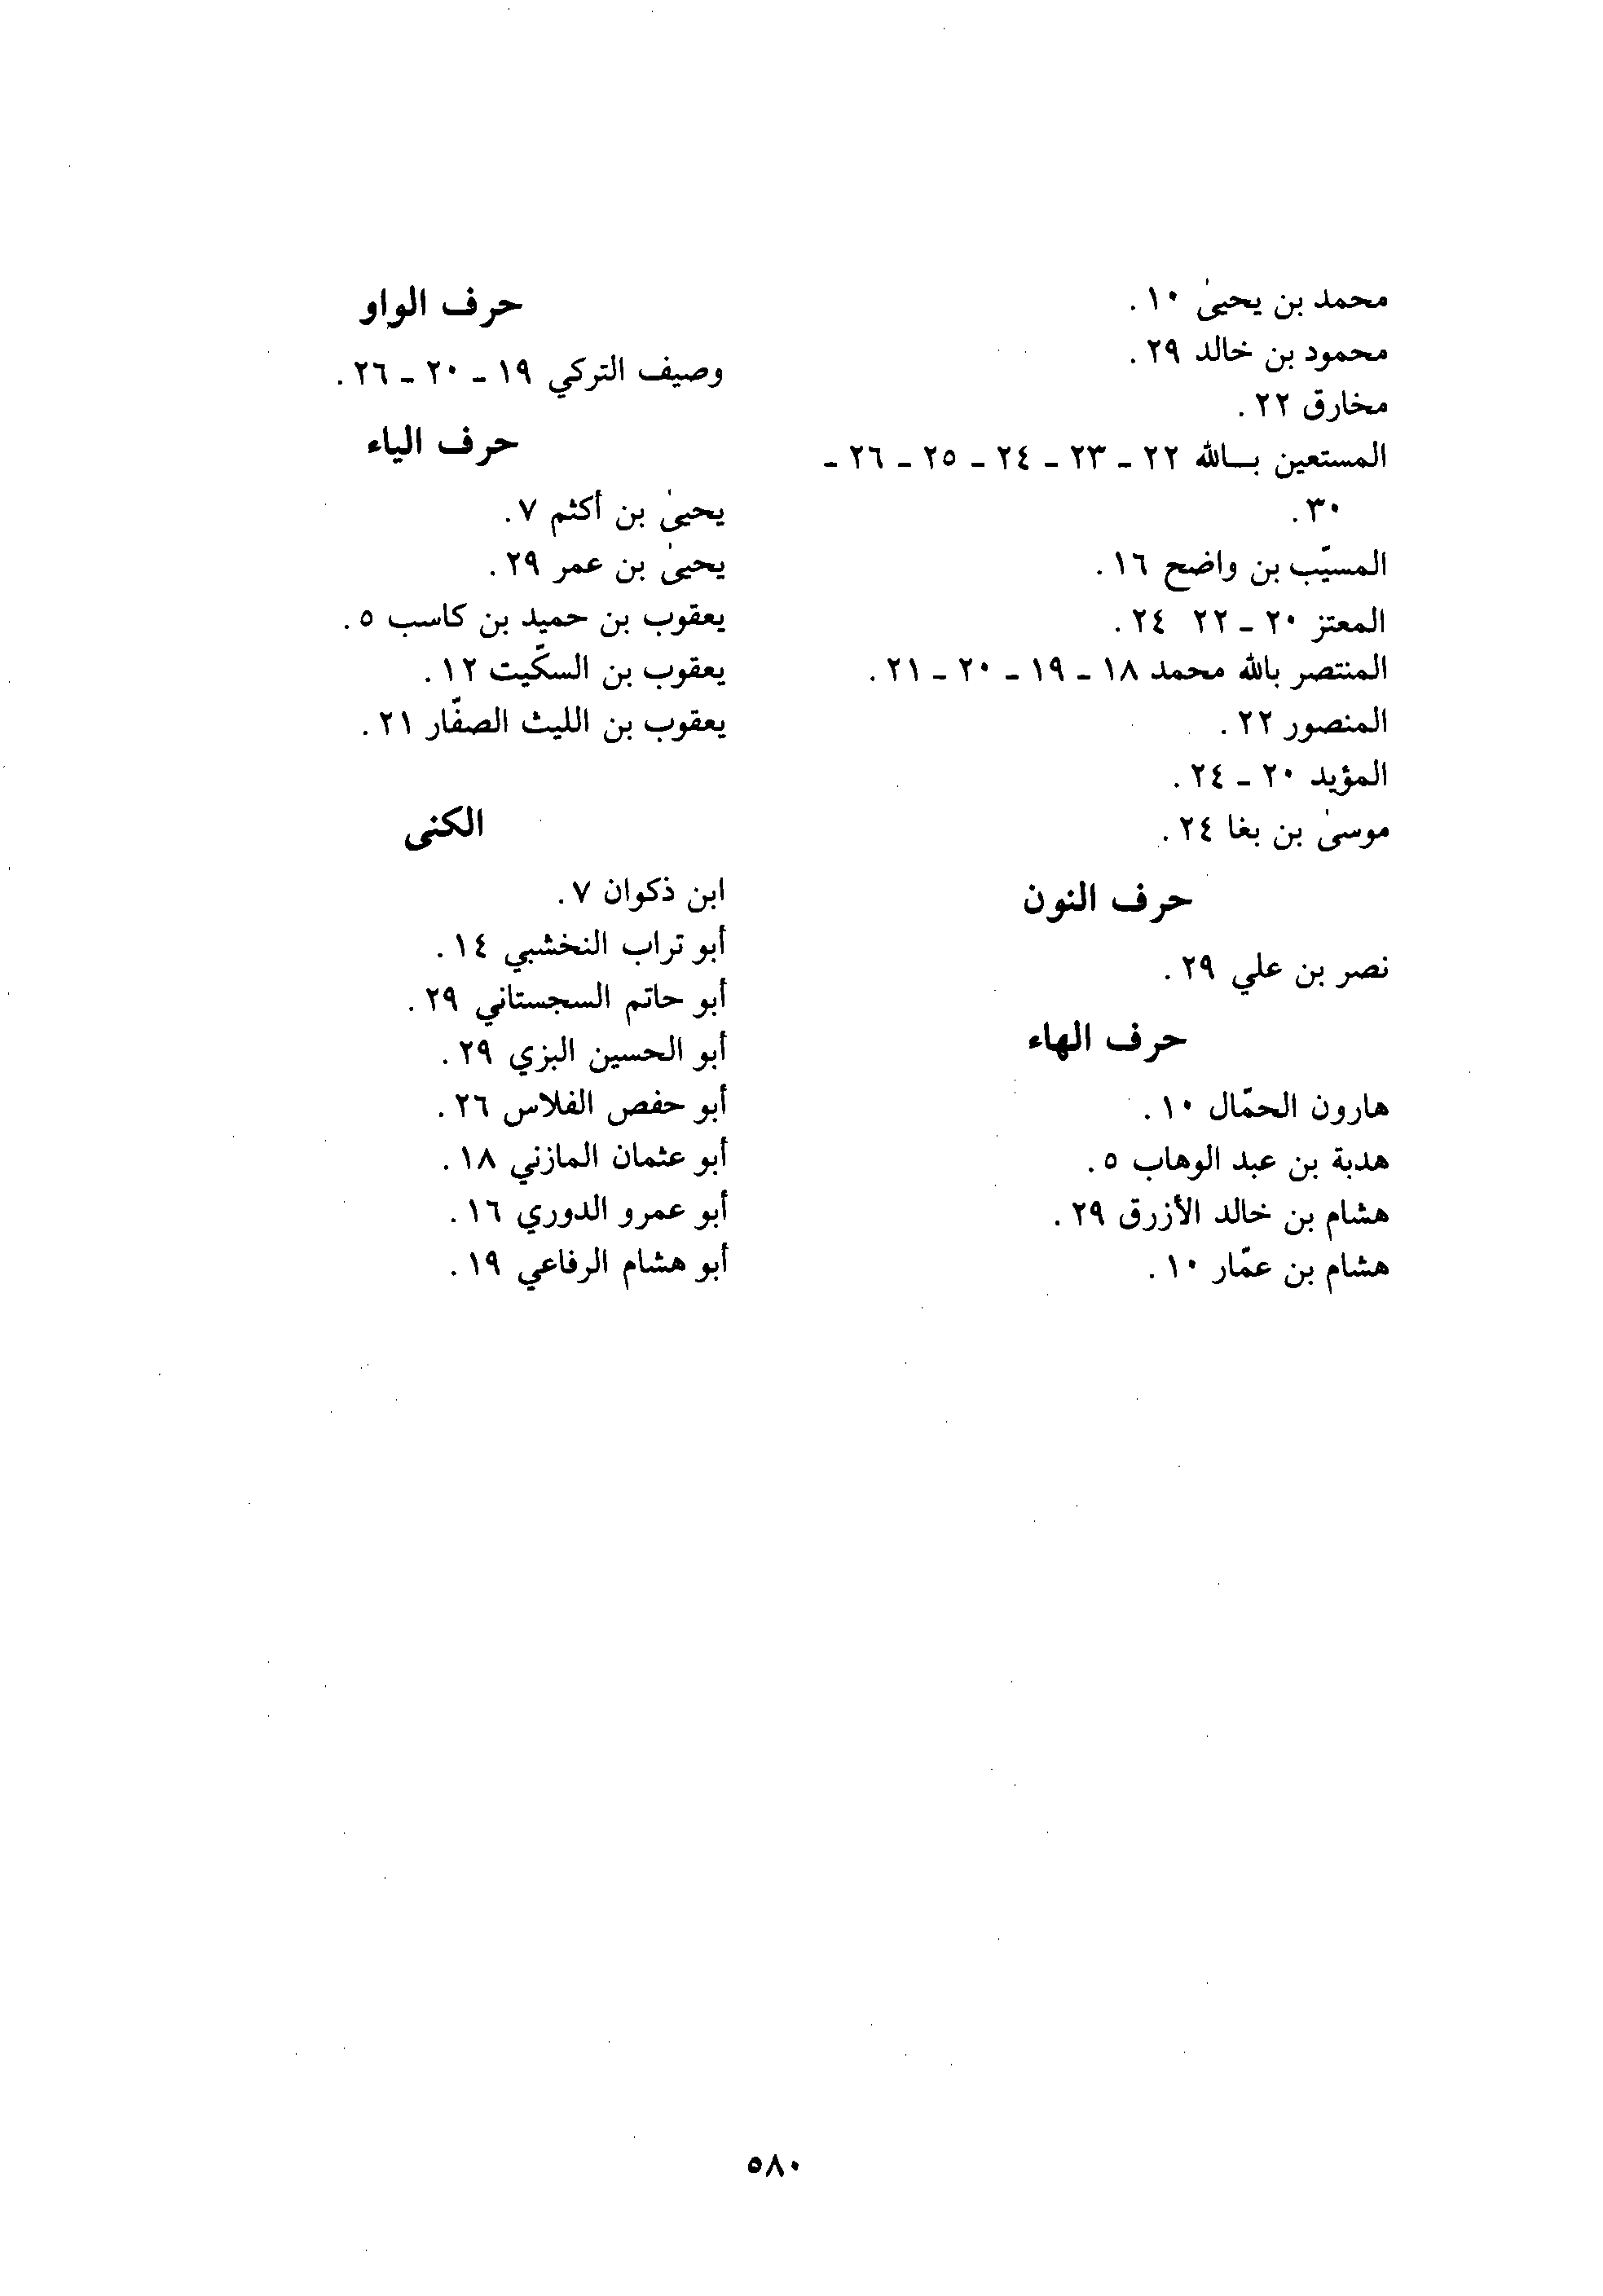 محمد بن يحيىٰ ١٠.
محمود بن خالد ٢٩.
مخارق ٢٢.
المستعين بـــالله ٢٢ ـ ٢٣ ـ ٢٤ ـ ٢٥ ـ ٢٦ ـ
٣٠.
المسيّب بن واضح ١٦.
المعتز ٢٠ ـ ٢٢ ٢٤.
المنتصر بالله محمد ١٨ ـ ١٩ ـ ٢٠ ـ ٢١.
المنصور ٢٢.
المؤيد ٢٠ ـ ٢٤.
موسىٰ بن بغا ٢٤.
حرف النون
نصر بن علي ٢٩.
حرف الهاء
هارون الحمّال ١٠.
هدبة بن عبد الوهاب ٥.
هشام بن خالد الأزرق ٢٩.
هشام بن عمّار ١٠.
حرف الواو
وصيف التركي ١٩ ـ ٢٠ ـ ٢٦.
حرف الياء
يحيىٰ بن أكثم ٧.
يحيىٰ بن عمر ٢٩.
يعقوب بن حميد بن كاسب ٥.
يعقوب بن السكّيت ١٢.
يعقوب بن الليث الصفّار ٢١.
الكنى
ابن ذكوان ٧.
أبو تراب النخشبي ١٤.
أبو حاتم السجستاني ٢٩.
أبو الحسين البزي ٢٩.
أبو حفص الفلاس ٢٦.
أبو عثمان المازني ١٨.
أبو عمرو الدوري ١٦.
أبو هشام الرفاعي ١٩.
٥٨٠